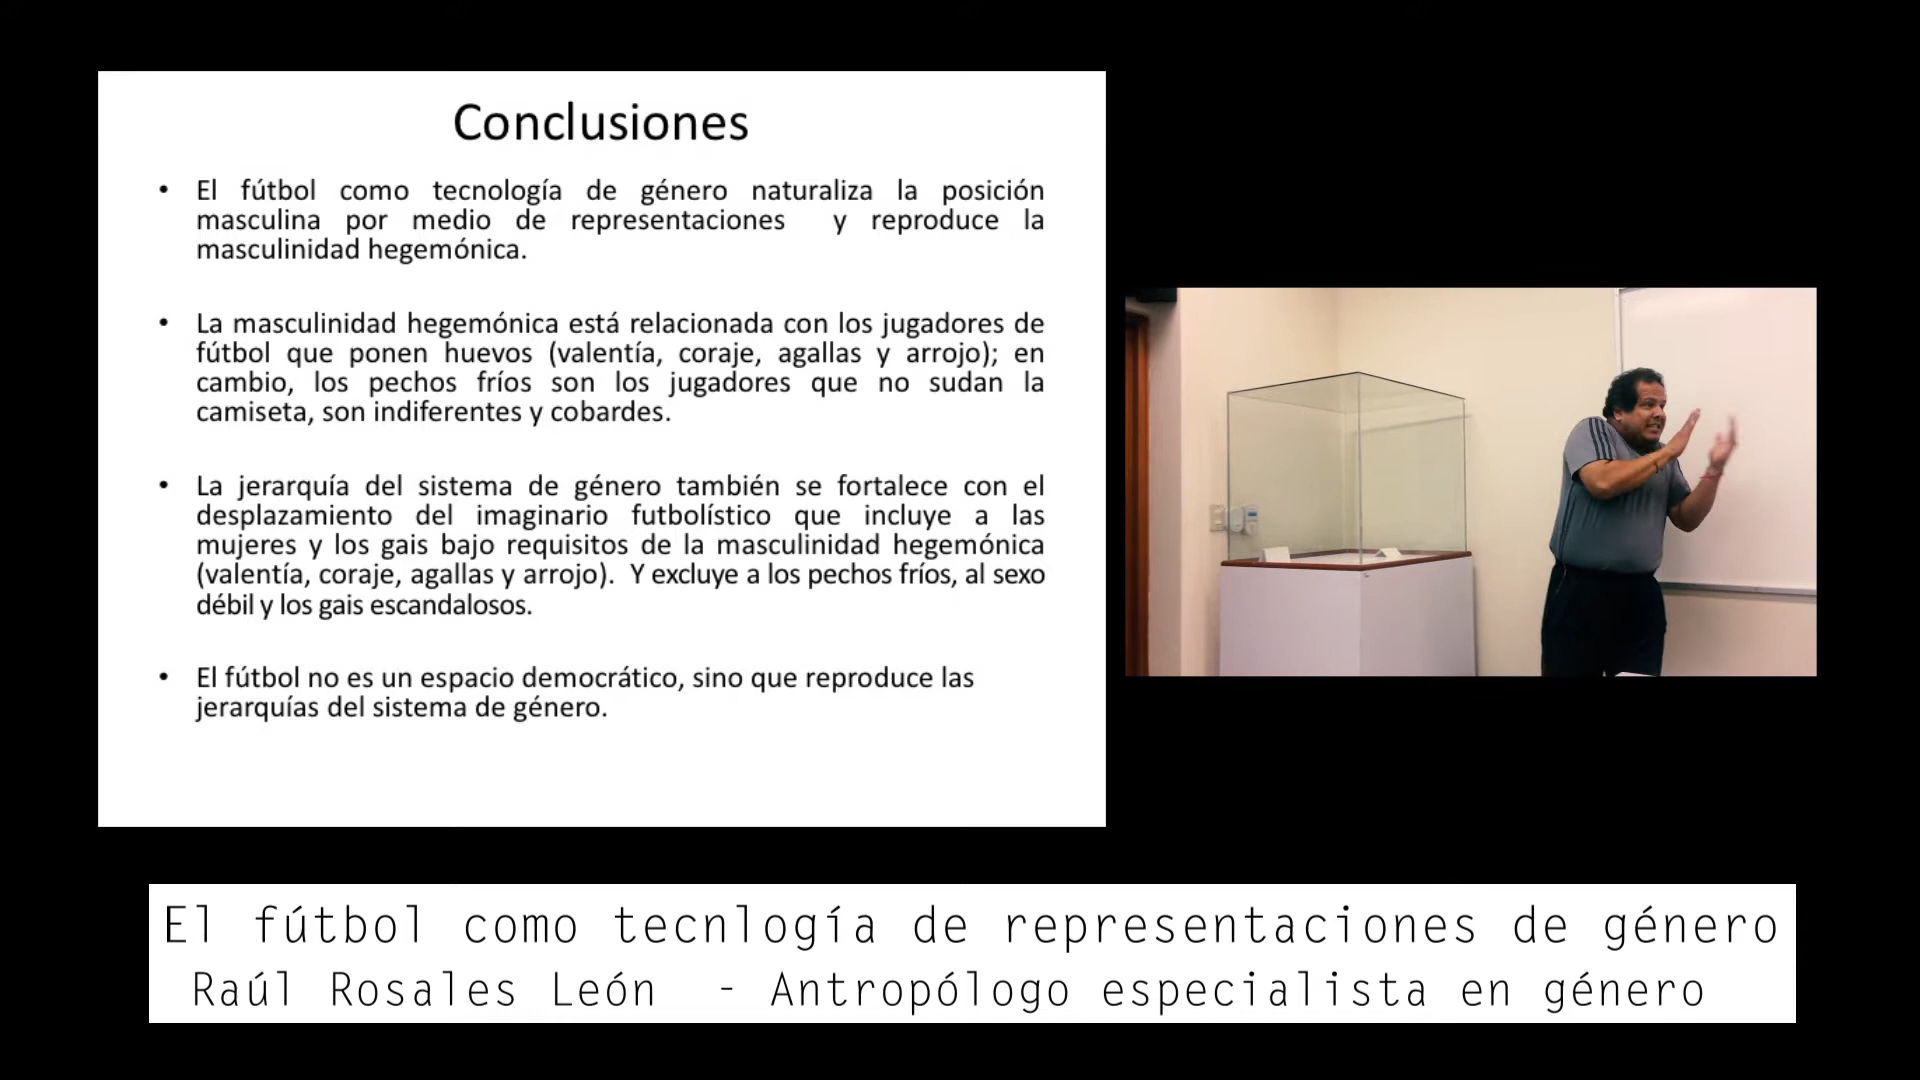 Conclusiones
• El fútbol como tecnología de género naturaliza la posición
masculina por medio de representaciones y reproduce la
masculinidad hegemónica.
• La masculinidad hegemónica está relacionada con los jugadores de
fútbol que ponen huevos (valentía, coraje, agallas y arrojo); en
cambio, los pechos fríos son los jugadores que no sudan la
camiseta, son indiferentes y cobardes.
• La jerarquía del sistema de género también se fortalece con el
desplazamiento del imaginario futbolístico que incluye a las
mujeres y los gais bajo requisitos de la masculinidad hegemónica
(valentía, coraje, agallas y arrojo). Y excluye a los pechos fríos, al sexo
débil y los gais escandalosos.
• El fútbol no es un espacio democrático, sino que reproduce las
jerarquías del sistema de género.
El fútbol como tecnlogía de representaciones de género
Raúl Rosales León - Antropólogo especialista en género